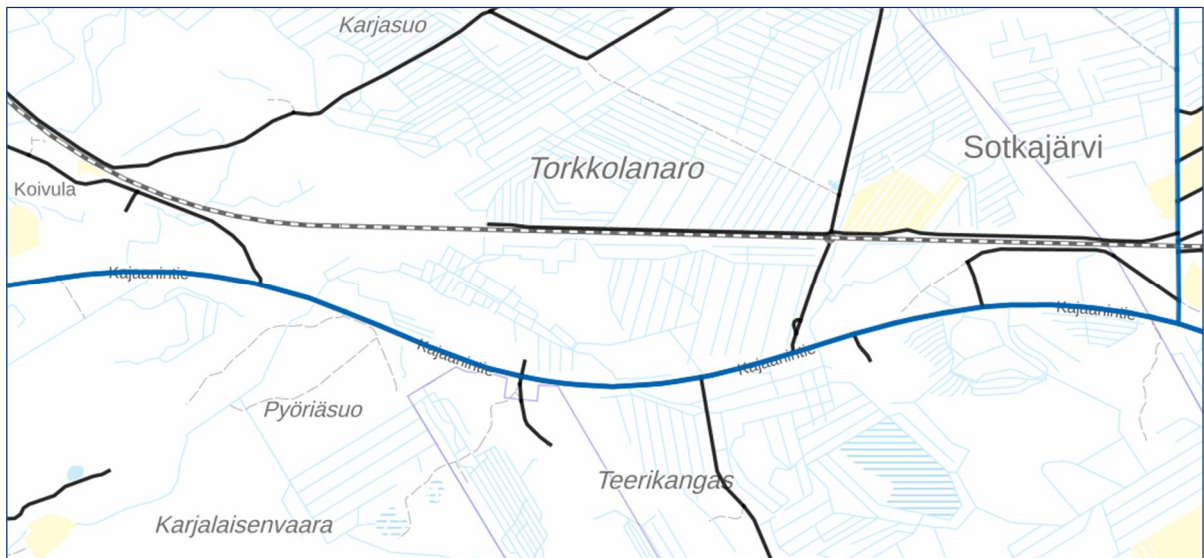 Karjasuo
Sotkajärvi
Torkkolanaro
Koivula
Kajaanintie
Kajaanintie
Kajaanintie
Kajaanintie
Pyöriäsuo
Teerikangas
Karjalaisenvaara